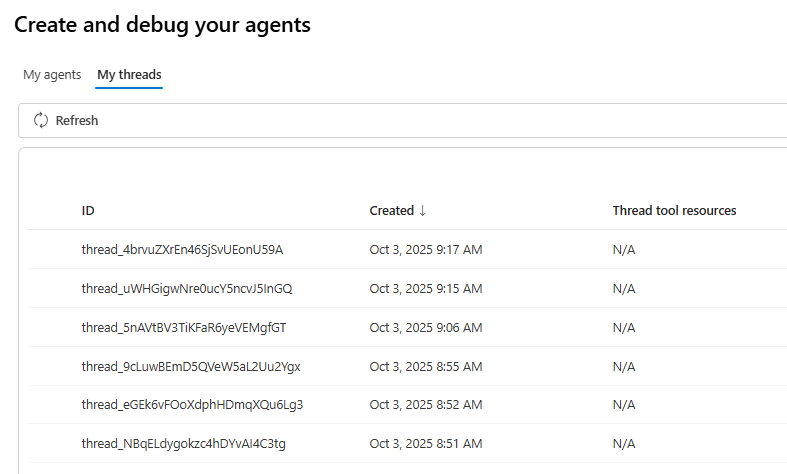 Create and debug your agents
My agents My threads
Refresh
ID Created ↓ Thread tool resources
thread_4brvuZXrEn46SjSvUEonU59A Oct 3, 2025 9:17 AM N/A
thread_uWHGigwNre0ucY5ncvJ5InGQ Oct 3, 2025 9:15 AM N/A
thread_5nAVtBV3TiKFaR6yeVEMgfGT Oct 3, 2025 9:06 AM N/A
thread_9cLuwBEmD5QVeW5aL2Uu2Ygx Oct 3, 2025 8:55 AM N/A
thread_eGEk6vFOoXdphHDmqXQu6Lg3 Oct 3, 2025 8:52 AM N/A
thread_NBqELdygokzc4hDYvAI4C3tg Oct 3, 2025 8:51 AM N/A